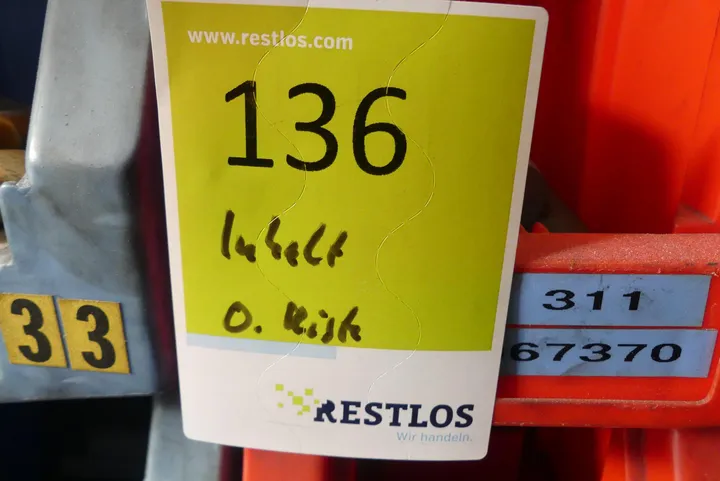 www.restlos.com
136
Inhalt
o. Kiste
RESTLOS
Wir handeln.
33
311
67370